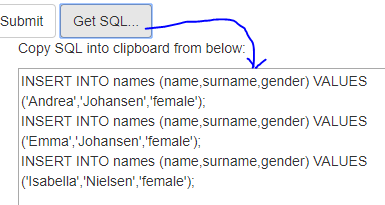 Submit Get SQL...
Copy SQL into clipboard from below:
INSERT INTO names (name,surname,gender) VALUES
('Andrea','Johansen','female');
INSERT INTO names (name,surname,gender) VALUES
('Emma','Johansen','female');
INSERT INTO names (name,surname,gender) VALUES
('Isabella','Nielsen','female');